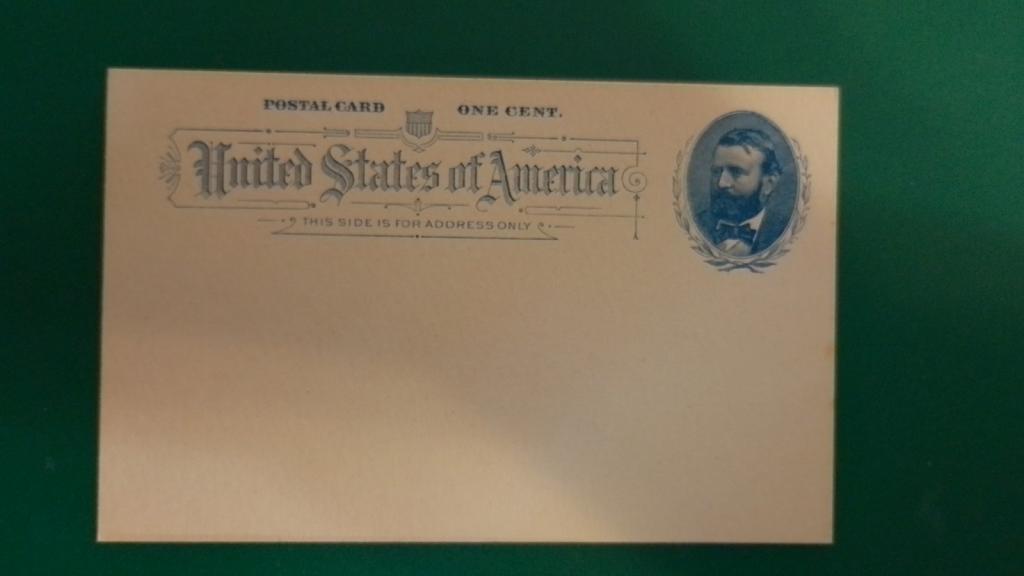 POSTAL CARD ONE CENT.
United States of America
THIS SIDE IS FOR ADDRESS ONLY